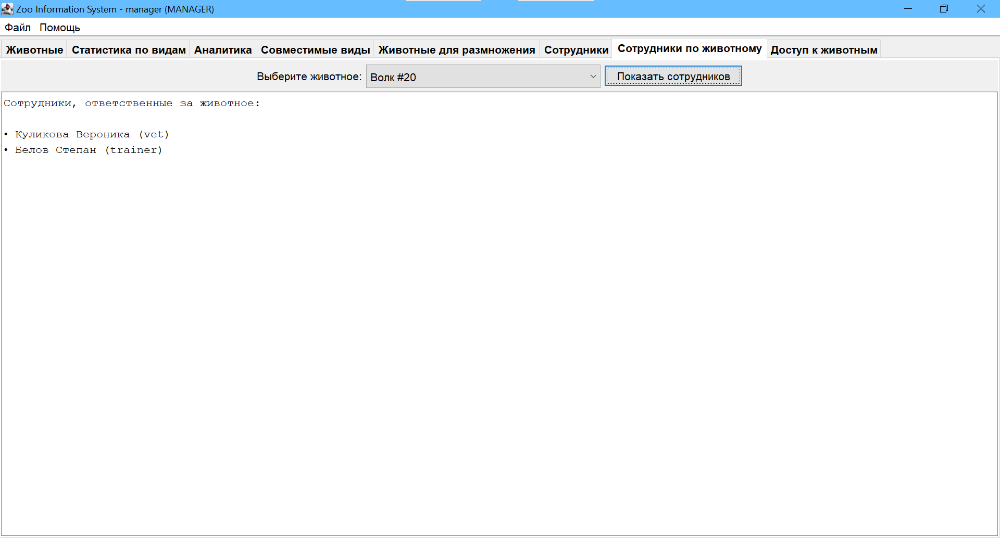 Zoo Information System - manager (MANAGER)
Файл Помощь
Животные Статистика по видам Аналитика Совместимые виды Животные для размножения Сотрудники Сотрудники по животному Доступ к животным
Выберите животное: Волк #20 Показать сотрудников
Сотрудники, ответственные за животное:
• Куликова Вероника (vet)
• Белов Степан (trainer)